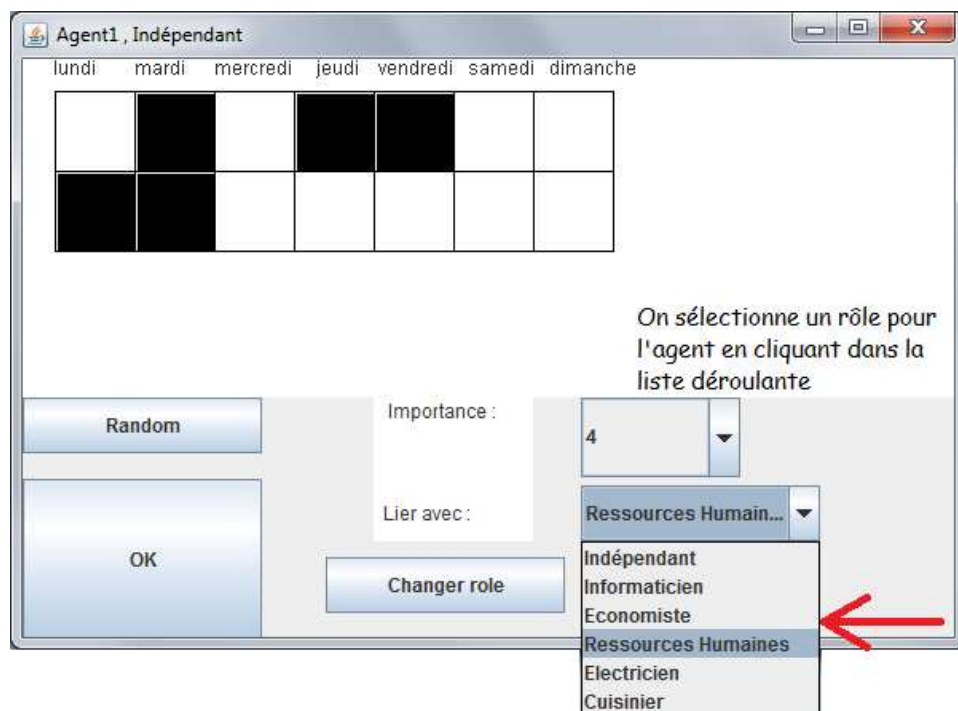 Agent1 , Indépendant
lundi mardi mercredi jeudi vendredi samedi dimanche
On sélectionne un rôle pour
l'agent en cliquant dans la
liste déroulante
Random
Importance :
4
Lier avec :
Ressources Humain...
OK
Changer role
Indépendant
Informaticien
Economiste
Ressources Humaines
Electricien
Cuisinier